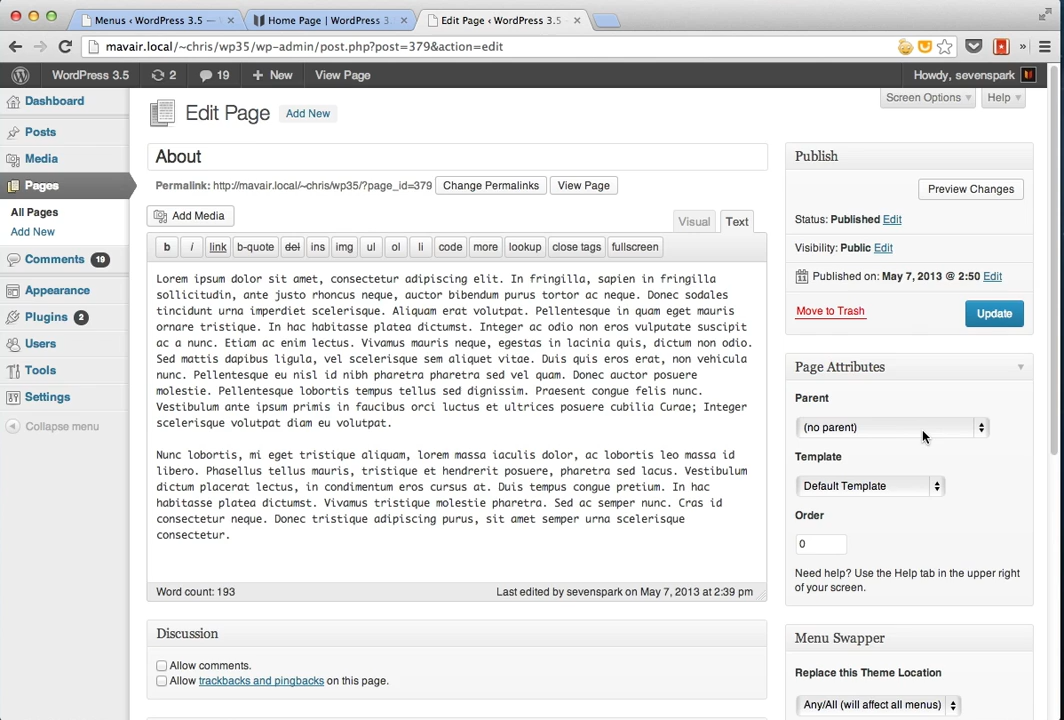 Menus ‹ WordPress 3.5 —
Home Page | WordPress 3.
Edit Page ‹ WordPress 3.5
mavair.local/~chris/wp35/wp-admin/post.php?post=379&action=edit
WordPress 3.5
2
19
+ New
View Page
Howdy, sevenspark
Dashboard
Posts
Media
Pages
All Pages
Add New
Comments 19
Appearance
Plugins 2
Users
Tools
Settings
Collapse menu
Screen Options
Help
Edit Page
Add New
About
Permalink: http://mavair.local/~chris/wp35/?page_id=379
Change Permalinks
View Page
Add Media
Visual
Text
b
i
link
b-quote
del
ins
img
ul
ol
li
code
more
lookup
close tags
fullscreen
Lorem ipsum dolor sit amet, consectetur adipiscing elit. In fringilla, sapien in fringilla
sollicitudin, ante justo rhoncus neque, auctor bibendum purus tortor ac neque. Donec sodales
tincidunt urna imperdiet scelerisque. Aliquam erat volutpat. Pellentesque in quam eget mauris
ornare tristique. In hac habitasse platea dictumst. Integer ac odio non eros vulputate suscipit
ac a nunc. Etiam ac enim lectus. Vivamus mauris neque, egestas in lacinia quis, dictum non odio.
Sed mattis dapibus ligula, vel scelerisque sem aliquet vitae. Duis quis eros erat, non vehicula
nunc. Pellentesque eu nisl id nibh pharetra pharetra sed vel quam. Donec auctor posuere
molestie. Pellentesque lobortis tempus tellus sed dignissim. Praesent congue felis nunc.
Vestibulum ante ipsum primis in faucibus orci luctus et ultrices posuere cubilia Curae; Integer
scelerisque volutpat diam eu volutpat.
Nunc lobortis, mi eget tristique aliquam, lorem massa iaculis dolor, ac lobortis leo massa id
libero. Phasellus tellus mauris, tristique et hendrerit posuere, pharetra sed lacus. Vestibulum
dictum placerat lectus, in condimentum eros cursus at. Duis tempus congue pretium. In hac
habitasse platea dictumst. Vivamus tristique molestie pharetra. Sed ac semper nunc. Cras id
consectetur neque. Donec tristique adipiscing purus, sit amet semper urna scelerisque
consectetur.
Word count: 193
Last edited by sevenspark on May 7, 2013 at 2:39 pm
Discussion
Allow comments.
Allow trackbacks and pingbacks on this page.
Publish
Preview Changes
Status: Published Edit
Visibility: Public Edit
11
Published on: May 7, 2013 @ 2:50 Edit
Move to Trash
Update
Page Attributes
Parent
(no parent)
Template
Default Template
Order
0
Need help? Use the Help tab in the upper right
of your screen.
Menu Swapper
Replace this Theme Location
Any/All (will affect all menus)